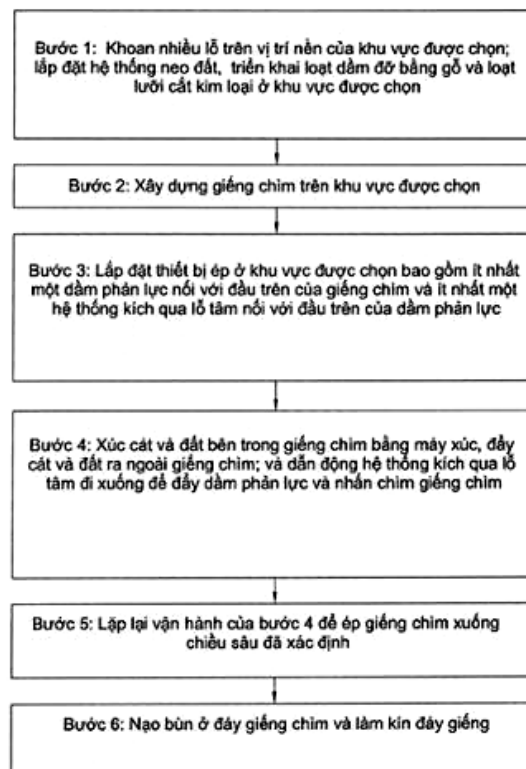 Bước 1: Khoan nhiều lỗ trên vị trí nền của khu vực được chọn;
lắp đặt hệ thống neo đất, triển khai loạt dầm đỡ bằng gỗ và loạt
lưỡi cắt kim loại ở khu vực được chọn
Bước 2: Xây dựng giếng chìm trên khu vực được chọn
Bước 3: Lắp đặt thiết bị ép ở khu vực được chọn bao gồm ít nhất
một dầm phản lực nối với đầu trên của giếng chìm và ít nhất một
hệ thống kích qua lỗ tâm nối với đầu trên của dầm phản lực
Bước 4: Xúc cát và đất bên trong giếng chìm bằng máy xúc, đẩy
cát và đất ra ngoài giếng chìm; và dẫn động hệ thống kích qua lỗ
tâm đi xuống để đẩy dầm phản lực và nhấn chìm giếng chìm
Bước 5: Lặp lại vận hành của bước 4 để ép giếng chìm xuống
chiều sâu đã xác định
Bước 6: Nạo bùn ở đáy giếng chìm và làm kín đáy giếng